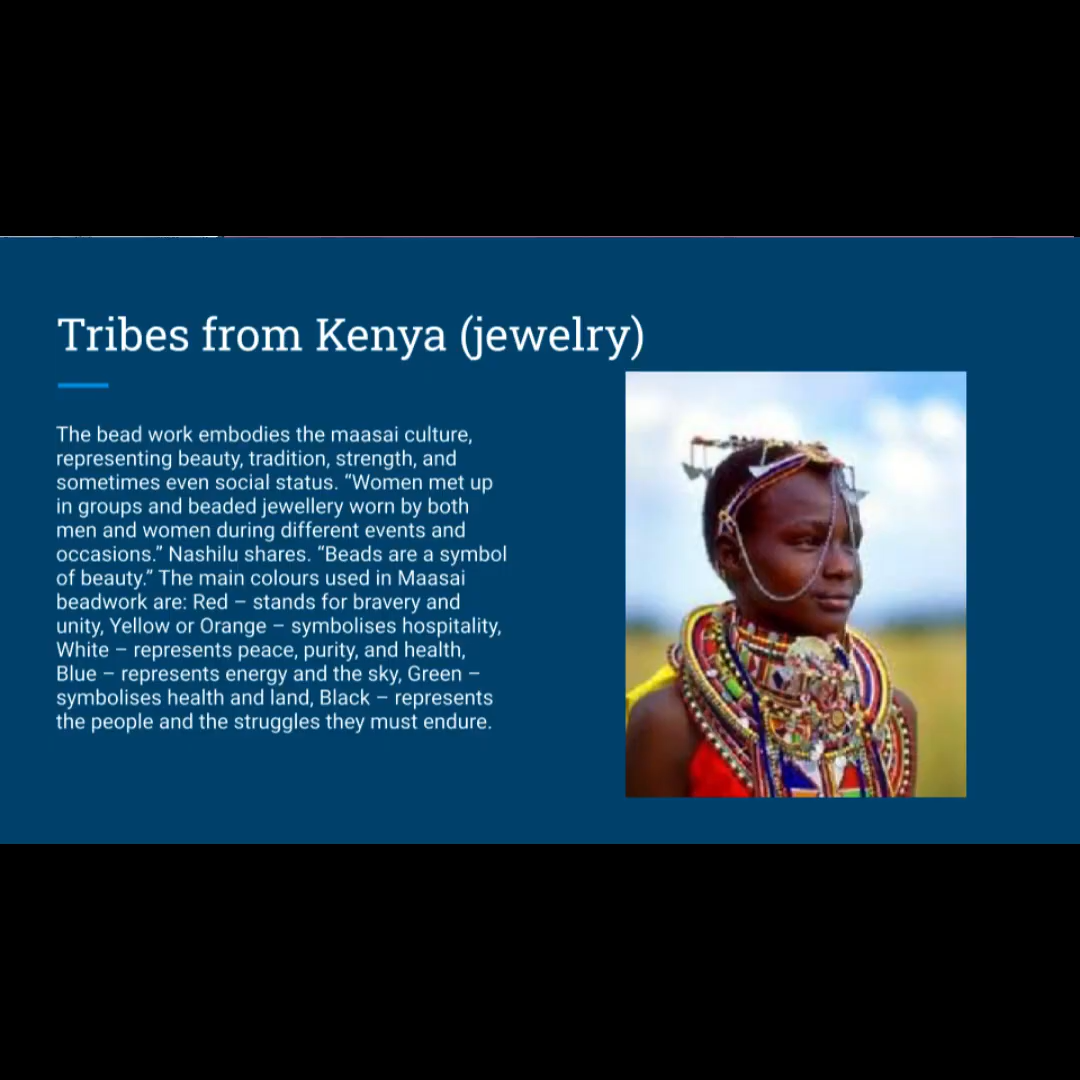 Tribes from Kenya (jewelry)
The bead work embodies the maasai culture,
representing beauty, tradition, strength, and
sometimes even social status. “Women met up
in groups and beaded jewellery worn by both
men and women during different events and
occasions.” Nashilu shares. “Beads are a symbol
of beauty.” The main colours used in Maasai
beadwork are: Red – stands for bravery and
unity, Yellow or Orange – symbolises hospitality,
White – represents peace, purity, and health,
Blue – represents energy and the sky, Green –
symbolises health and land, Black – represents
the people and the struggles they must endure.